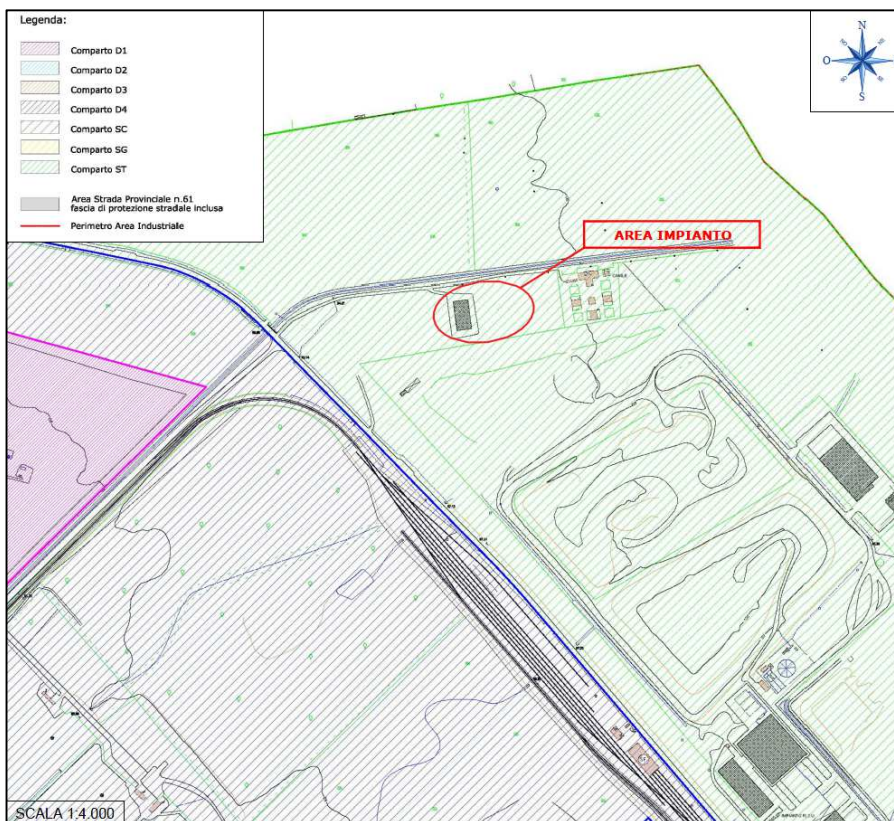 Legenda:
Comparto D1
Comparto D2
Comparto D3
Comparto D4
Comparto SC
Comparto SG
Comparto ST
Area Strada Provinciale n.61
fascia di protezione stradale inclusa
Perimetro Area Industriale
N
O
E
S
AREA IMPIANTO
SCALA 1:4.000